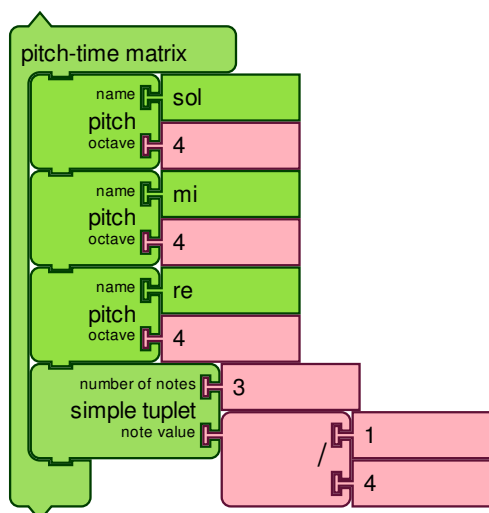 pitch-time matrix
name sol
pitch
octave 4
name mi
pitch
octave 4
name re
pitch
octave 4
number of notes 3
simple tuplet
note value
/ 1
4